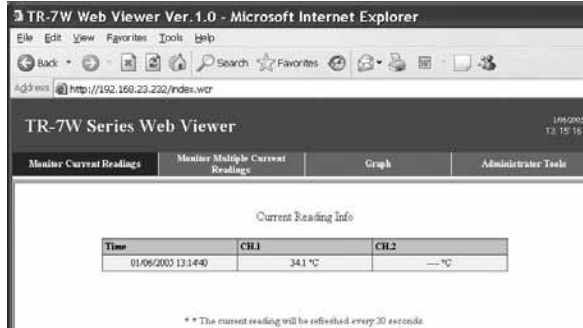 TR-7W Web Viewer Ver.1.0 - Microsoft Internet Explorer
File Edit View Favorites Tools Help
Back Search Favorites
Address http://192.168.23.232/index.wcr
TR-7W Series Web Viewer
13:15:16
Monitor Current Readings Monitor Multiple Current Readings Graph Administrator Tools
Current Reading Info
Time CH.1 CH.2
01/06/2005 13:14:40 34.1 °C ---- °C
* * The current reading will be refreshed every 20 seconds.